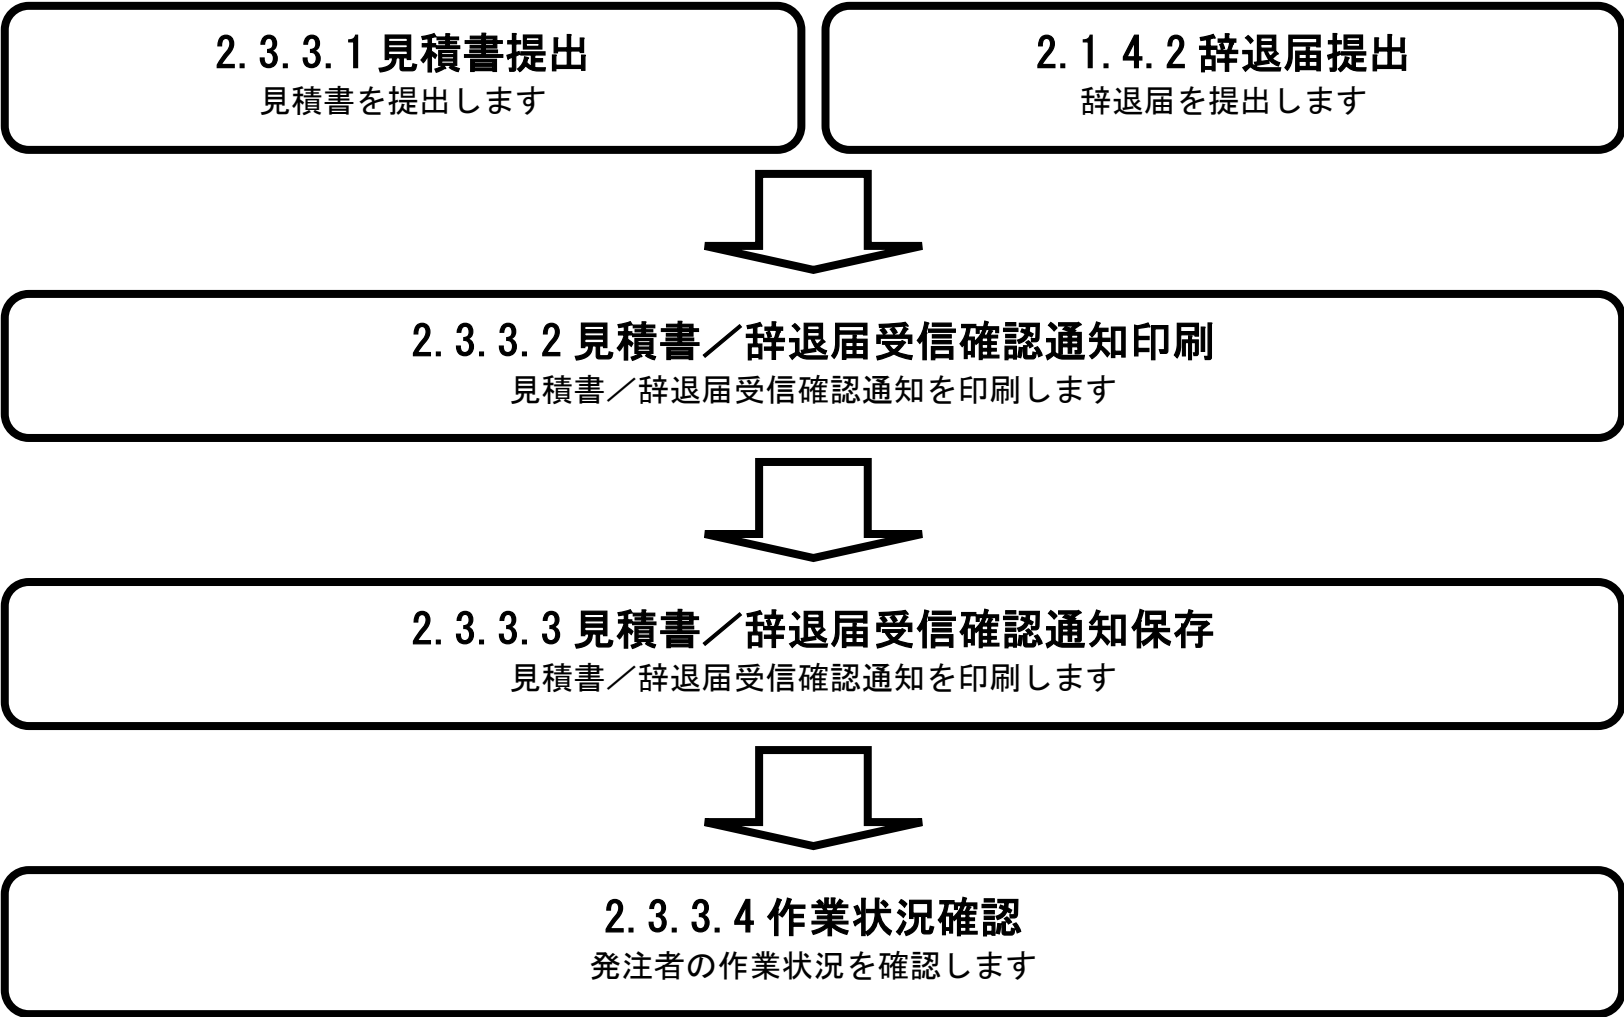 2.3.3.1 見積書提出
見積書を提出します
2.1.4.2 辞退届提出
辞退届を提出します
2.3.3.2 見積書／辞退届受信確認通知印刷
見積書／辞退届受信確認通知を印刷します
2.3.3.3 見積書／辞退届受信確認通知保存
見積書／辞退届受信確認通知を印刷します
2.3.3.4 作業状況確認
発注者の作業状況を確認します